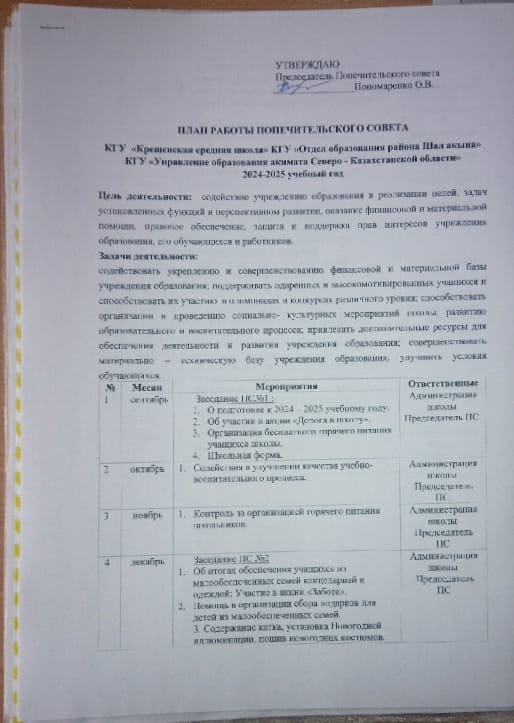 УТВЕРЖДАЮ
Председатель Попечительского совета
Пономаренко О.В.
ПЛАН РАБОТЫ ПОПЕЧИТЕЛЬСКОГО СОВЕТА
КГУ «Крещенская средняя школа» КГУ «Отдел образования района Шал акына»
КГУ «Управление образования акимата Северо - Казахстанской области»
2024-2025 учебный год
Цель деятельности: содействие учреждению образования в реализации целей, задач
установленных функций и перспективном развитии, оказание финансовой и материальной
помощи, правовое обеспечение, защита и поддержка прав интересов учреждения
образования, его обучающихся и работников.
Задачи деятельности:
содействовать укреплению и совершенствованию финансовой и материальной базы
учреждения образования; поддерживать одаренных и высокомотивированных учащихся и
способствовать их участию в олимпиадах и конкурсах различного уровня; способствовать
организации и проведению социально- культурных мероприятий школы, развитию
образовательного и воспитательного процесса; привлекать дополнительные ресурсы для
обеспечения деятельности и развития учреждения образования; совершенствовать
материально – техническую базу учреждения образования, улучшить условия
обучающихся.
№ Месяц Мероприятия Ответственные
1 сентябрь Заседание ПС№1 : Администрация
1. О подготовке к 2024 – 2025 учебному году. школы
2. Об участии в акции «Дорога в школу». Председатель ПС
3. Организация бесплатного горячего питания
учащихся школы.
4. Школьная форма.
2 октябрь 1. Содействия в улучшении качества учебно- Администрация
воспитательного процесса. школы
Председатель
ПС
3 ноябрь 1. Контроль за организацией горячего питания Администрация
школьников. школы
Председатель
ПС
4 декабрь Заседание ПС №2 Администрация
1. Об итогах обеспечения учащихся из школы
малообеспеченных семей канцелярией и Председатель
одеждой; Участие в акции «Забота». ПС
2. Помощь в организации сбора подарков для
детей из малообеспеченных семей.
3. Содержание катка, установка Новогодней
иллюминации, пошив новогодних костюмов.